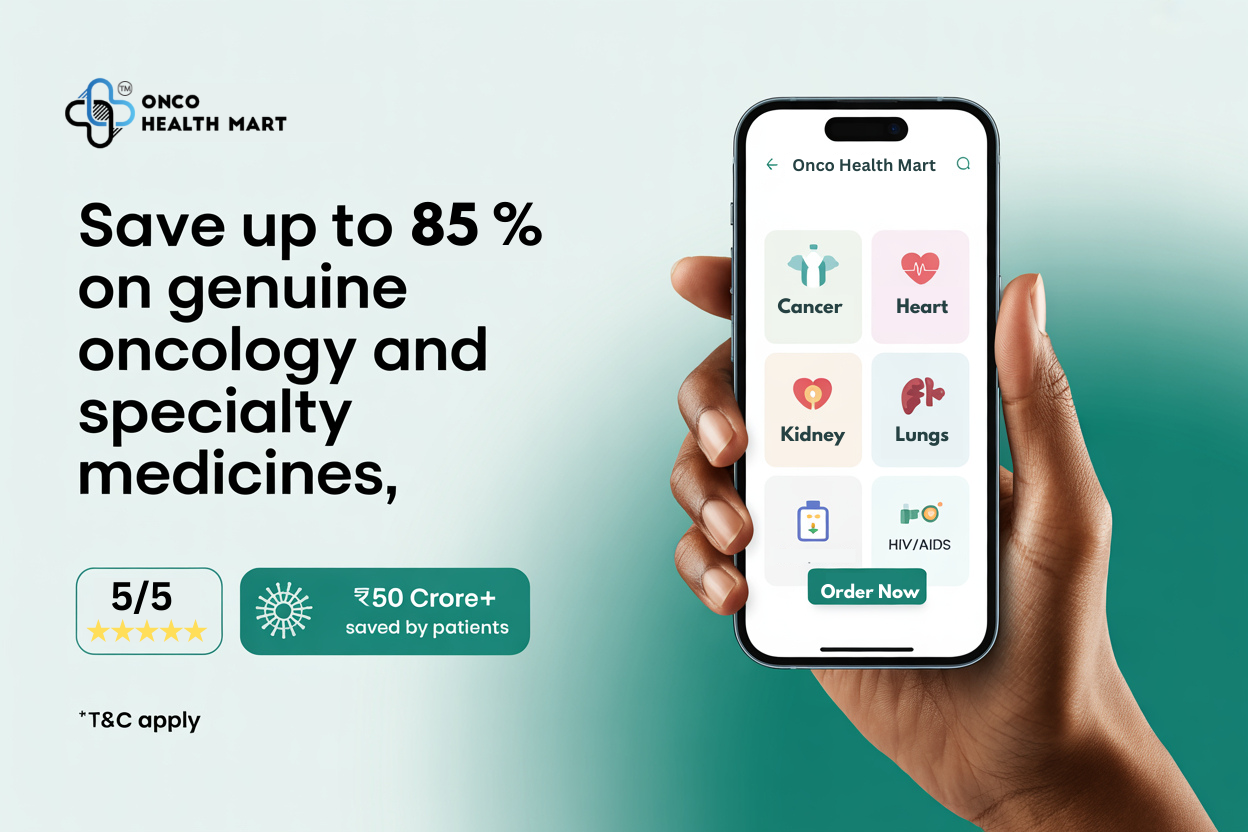 TM
ONCO
HEALTH MART
Save up to 85 %
on genuine
oncology and
specialty
medicines,
5/5
₹50 Crore+
saved by patients
*T&C apply
Onco Health Mart
Cancer
Heart
Kidney
Lungs
HIV/AIDS
Order Now